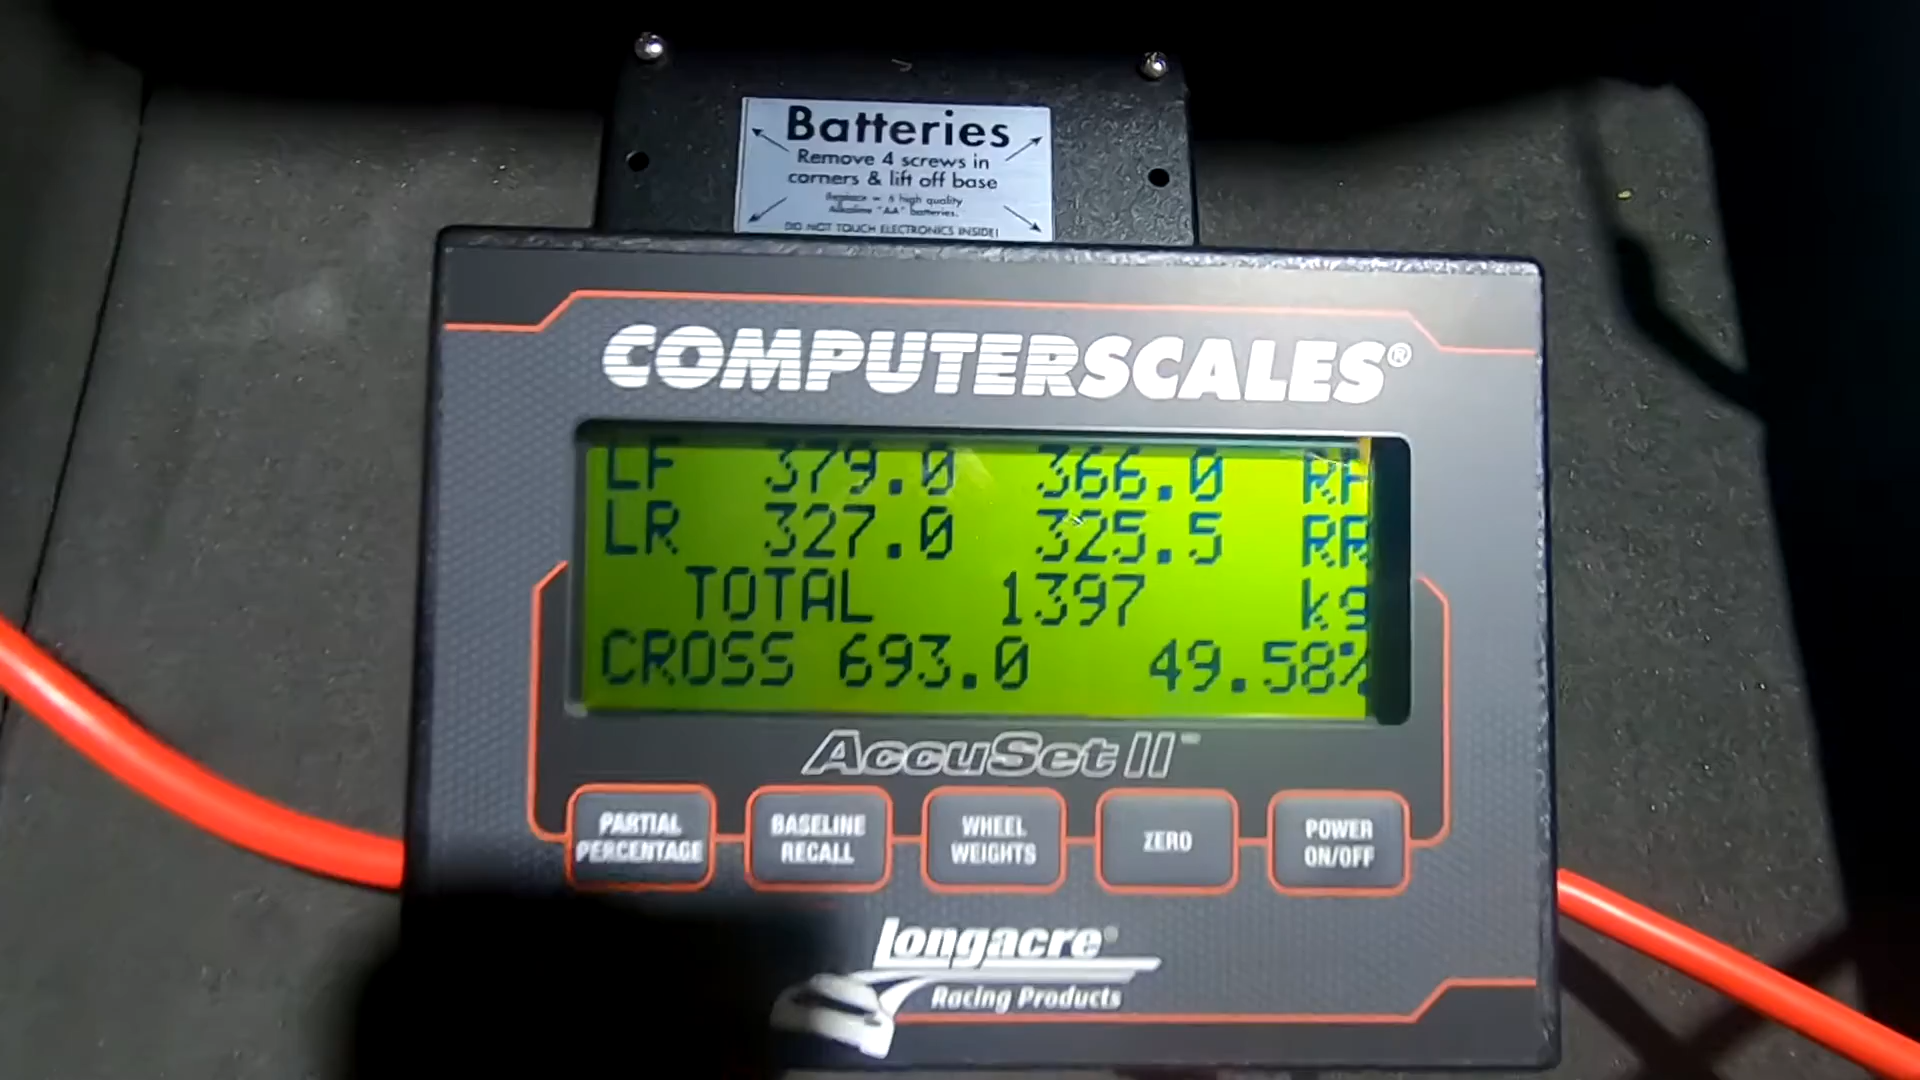 Batteries
Remove 4 screws in
corners & lift off base
DO NOT TOUCH ELECTRONICS INSIDE!
COMPUTERSCALES®
LF 379.0 366.0 RF
LR 327.0 325.5 RR
TOTAL 1397 kg
CROSS 693.0 49.58%
AccuSet II™
PARTIAL PERCENTAGE
BASELINE RECALL
WHEEL WEIGHTS
ZERO
POWER ON/OFF
Longacre®
Racing Products